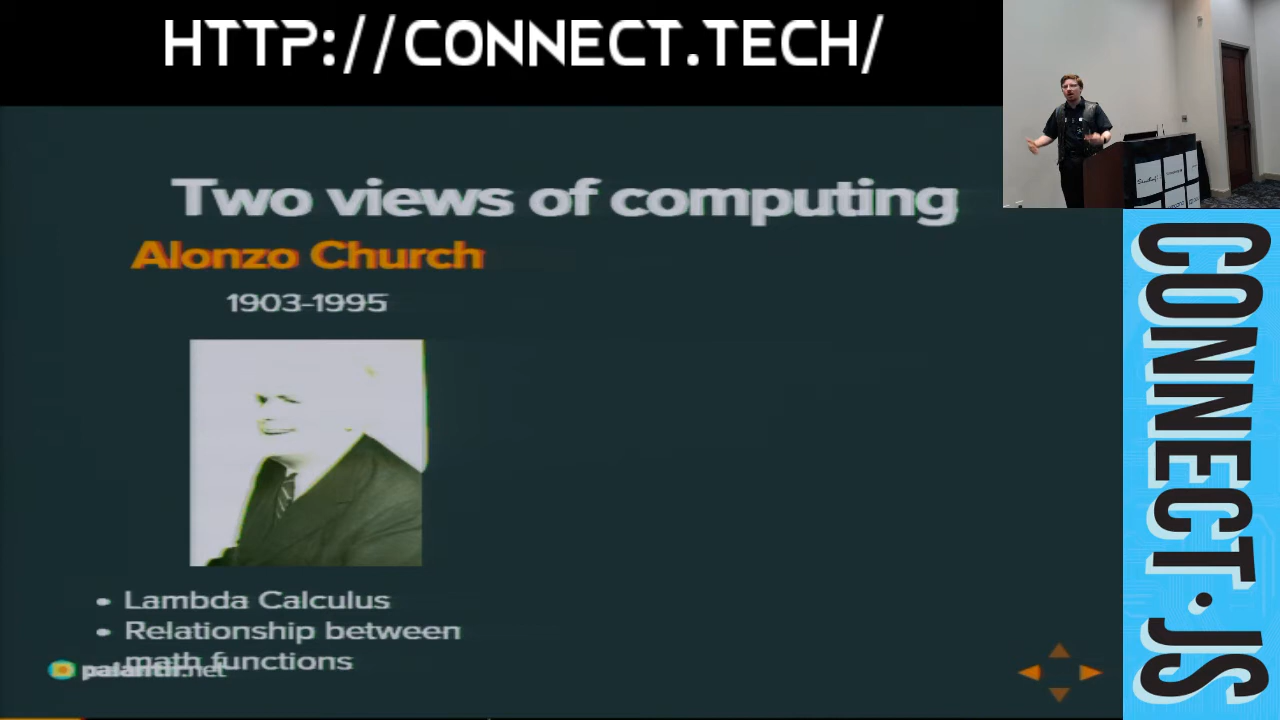 HTTP://CONNECT.TECH/
Two views of computing
Alonzo Church
1903-1995
• Lambda Calculus
• Relationship between
math functions
palantir.net
CONNECT.JS